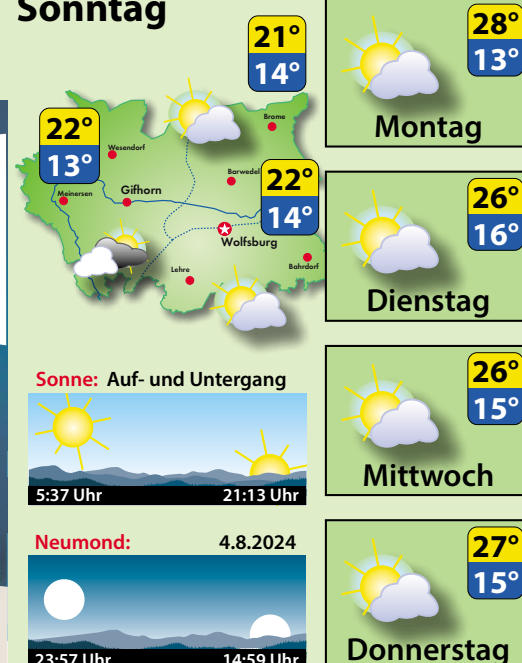 Sonntag
21°
14°
22°
13°
22°
14°
Brome
Wesendorf
Barwedel
Meinersen
Gifhorn
Wolfsburg
Lehre
Bahrdorf
Sonne: Auf- und Untergang
5:37 Uhr 21:13 Uhr
Neumond: 4.8.2024
23:57 Uhr 14:59 Uhr
28°
13°
Montag
26°
16°
Dienstag
26°
15°
Mittwoch
27°
15°
Donnerstag